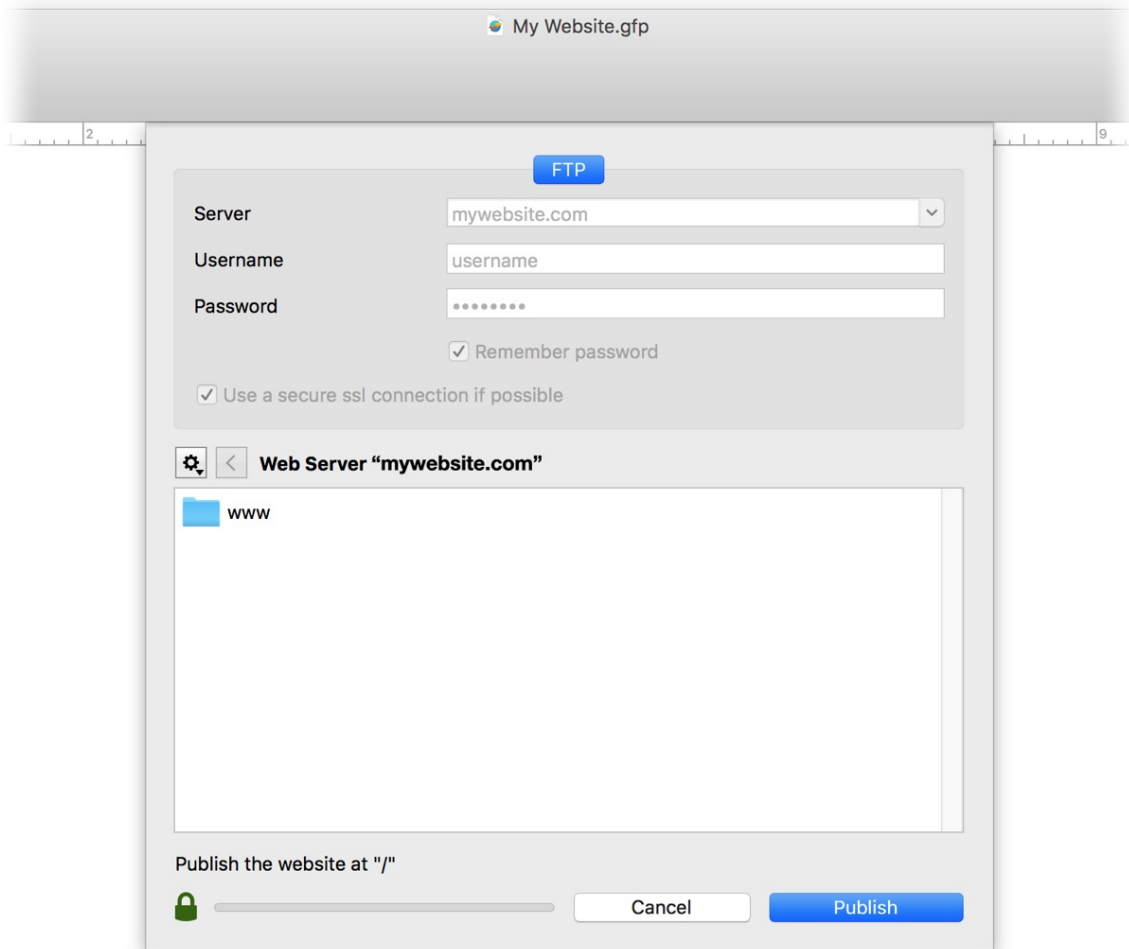 My Website.gfp
2 9
FTP
Server mywebsite.com
Username username
Password ••••••••
Remember password
Use a secure ssl connection if possible
Web Server “mywebsite.com”
www
Publish the website at "/"
Cancel Publish